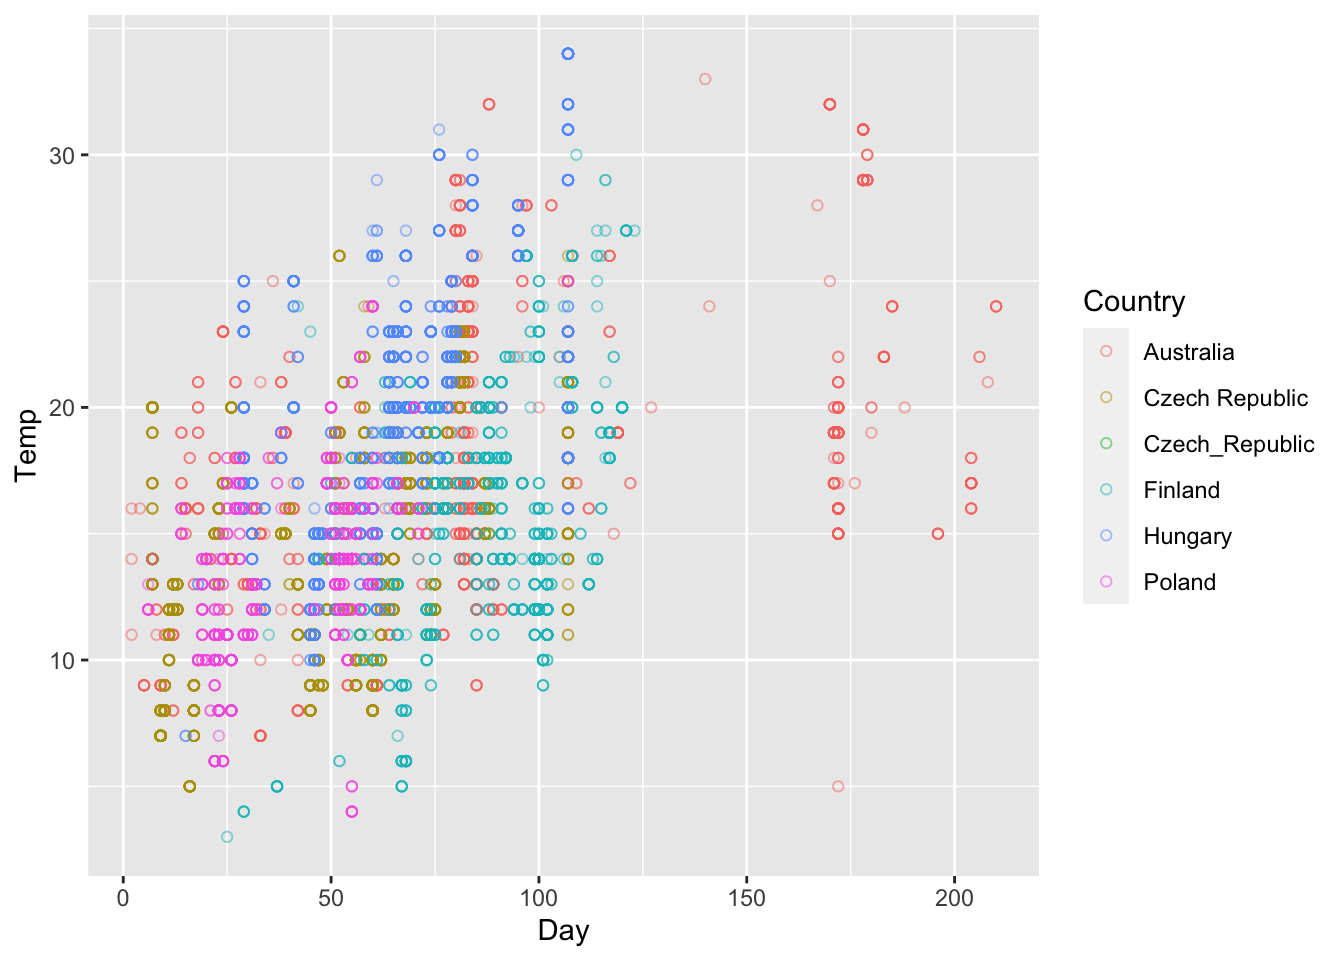 30
20
10
Temp
0 50 100 150 200
Day
Country
Australia
Czech Republic
Czech_Republic
Finland
Hungary
Poland